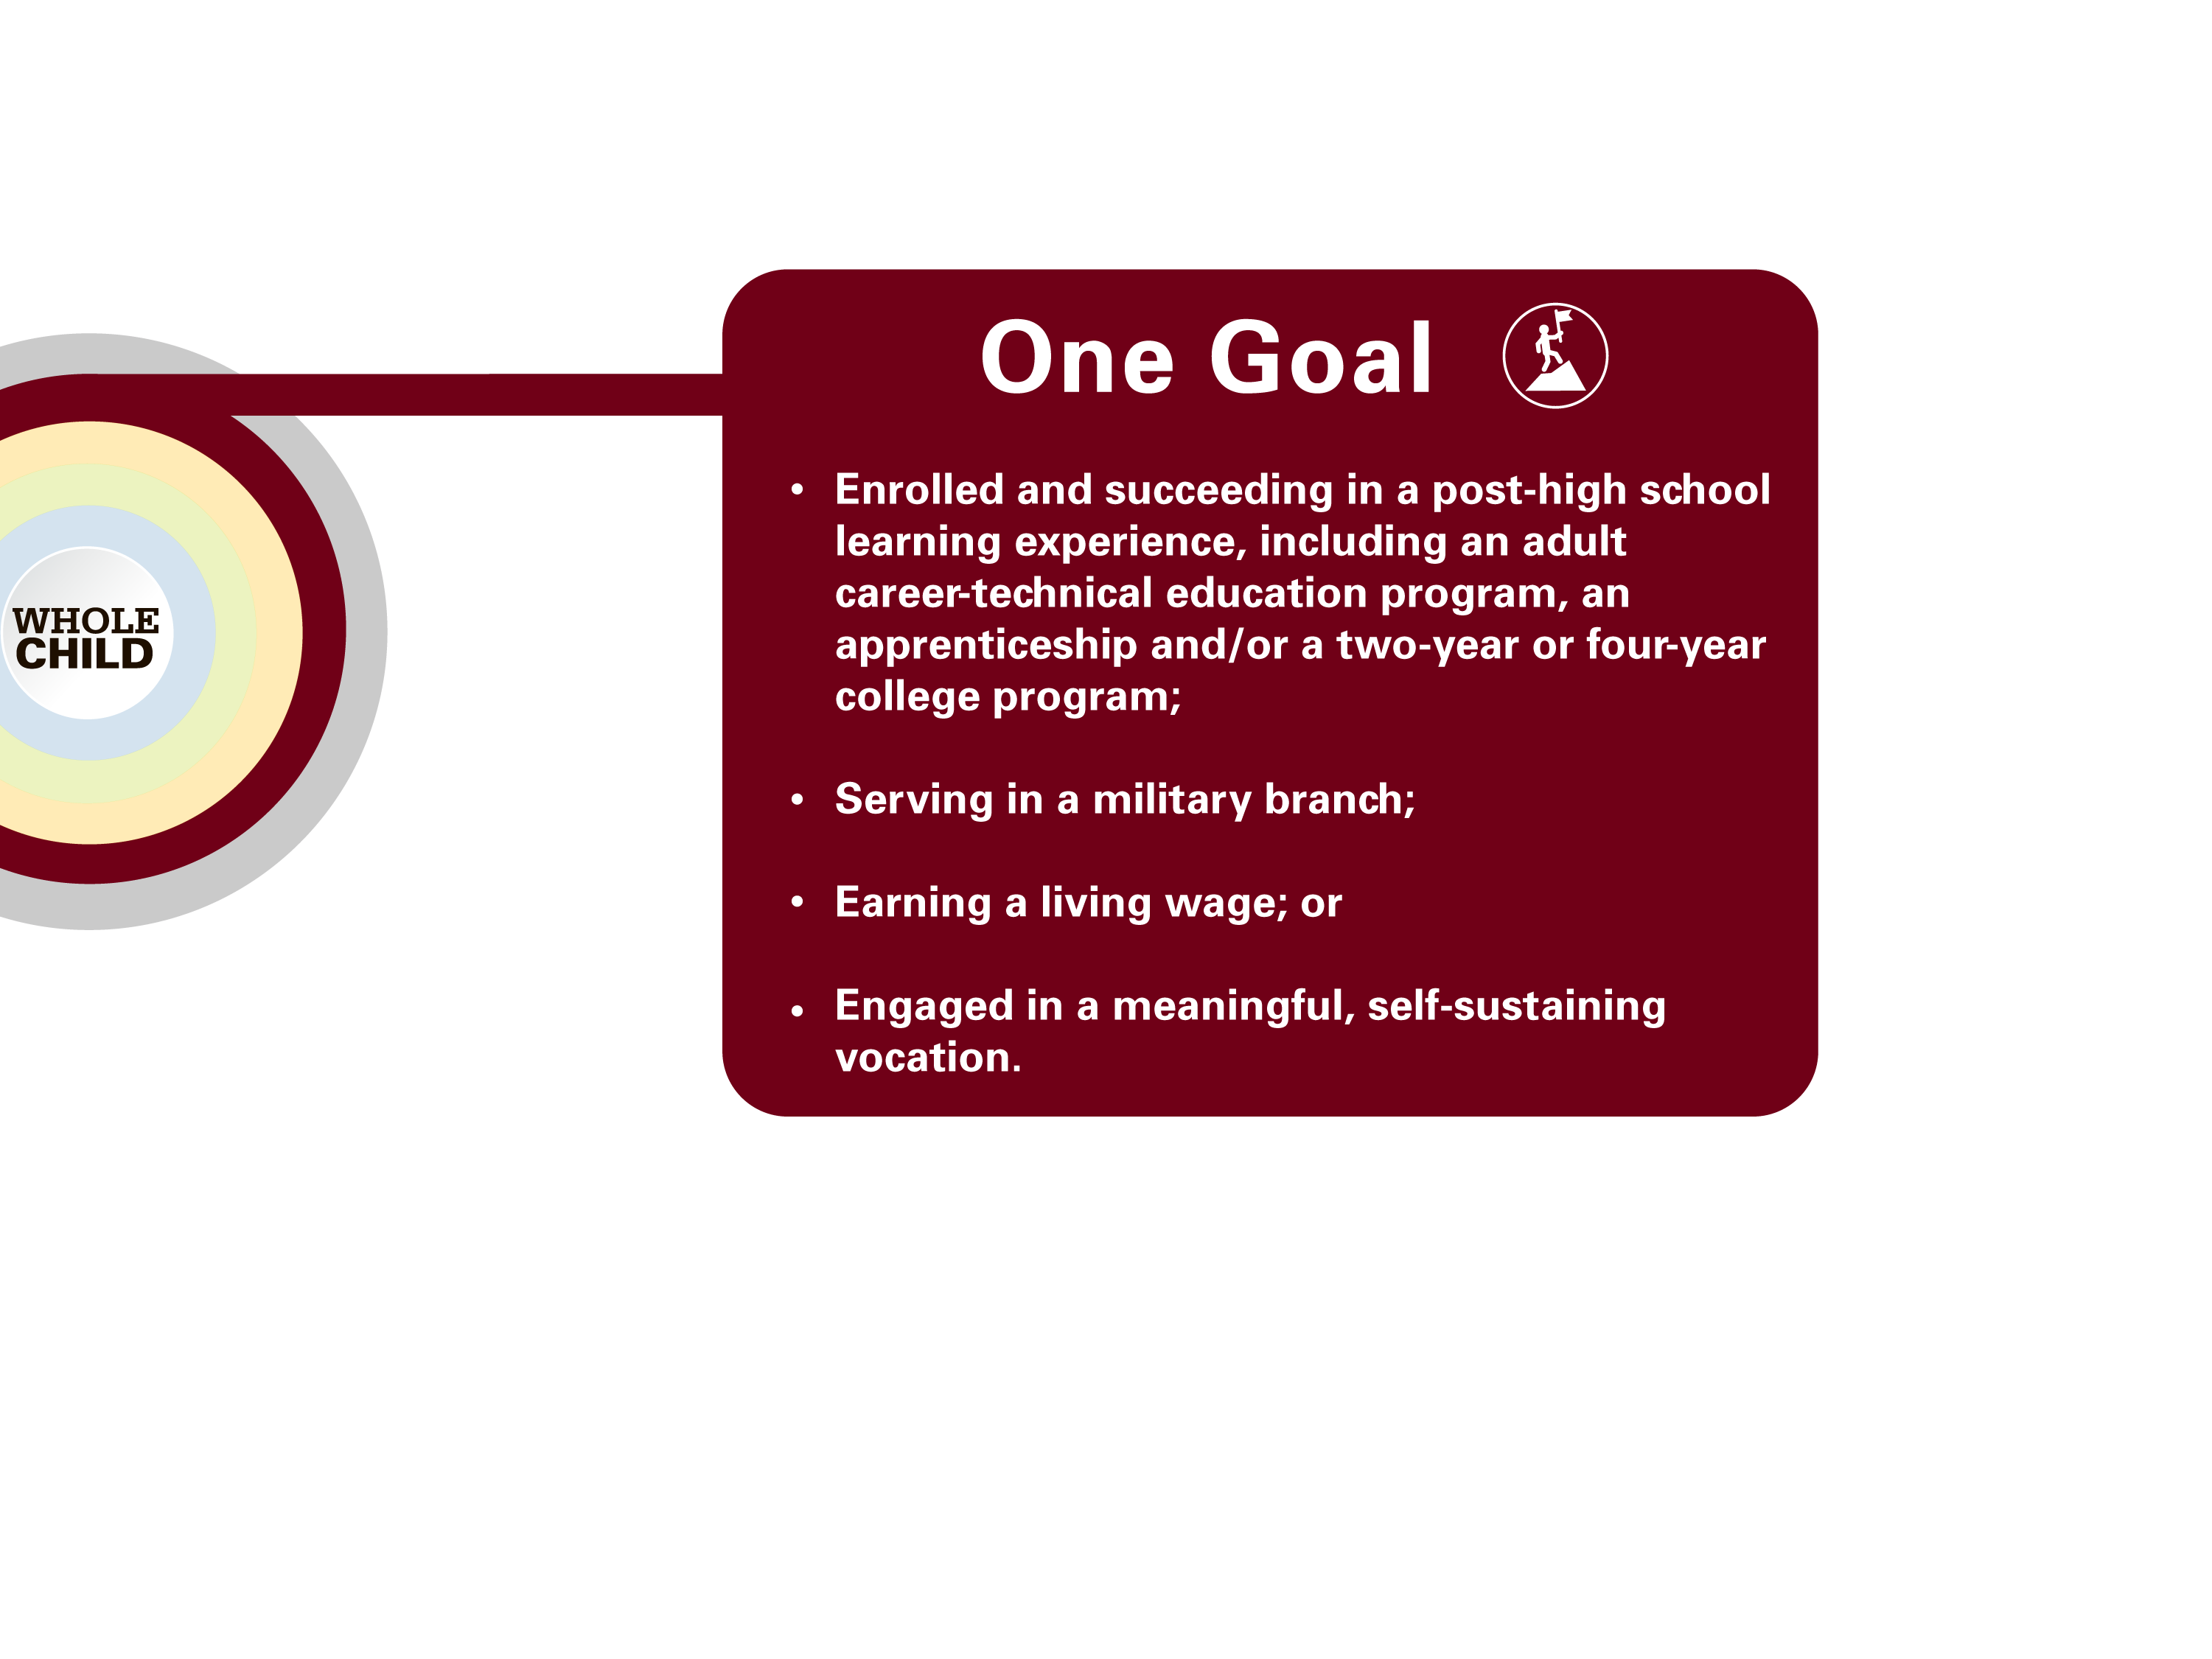 One Goal
WHOLE
CHILD
• Enrolled and succeeding in a post-high school
learning experience, including an adult
career-technical education program, an
apprenticeship and/or a two-year or four-year
college program;
• Serving in a military branch;
• Earning a living wage; or
• Engaged in a meaningful, self-sustaining
vocation.